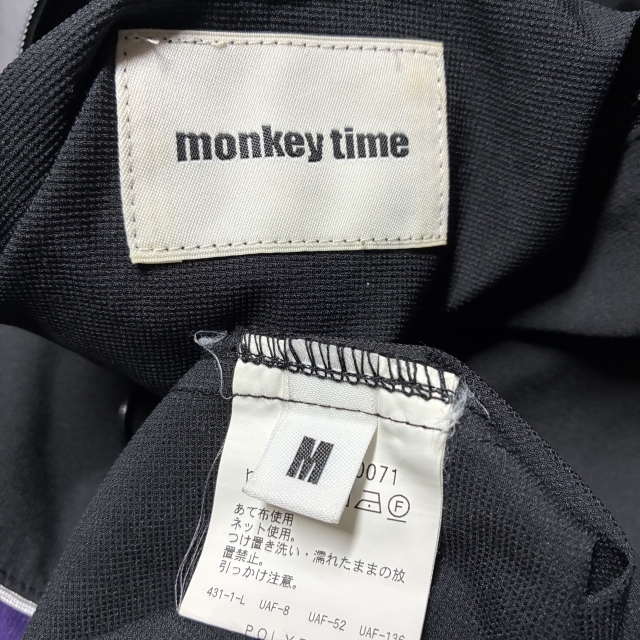 monkey time
M
0071
F
あて布使用
ネット使用。
つけ置き洗い・濡れたままの放
置禁止。
引っかけ注意。
431-1-L UAF-8 UAF-52 UAF-136